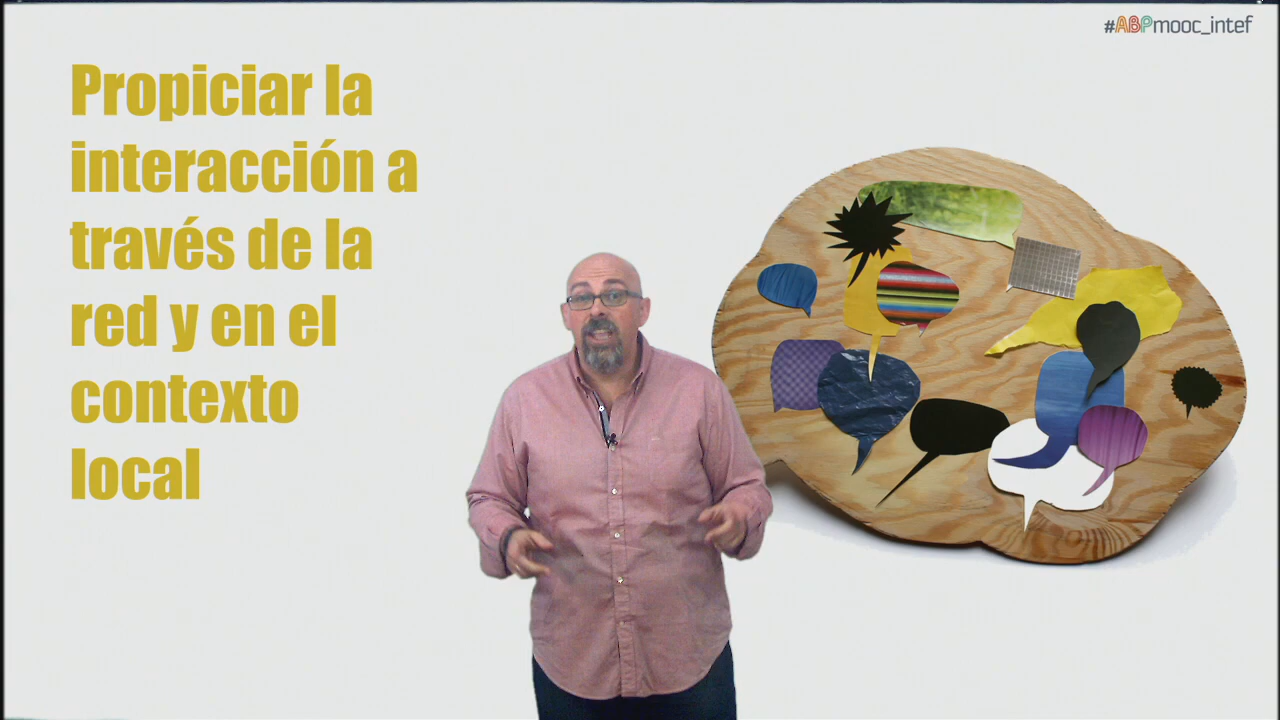 #ABPmooc_intef
Propiciar la
interacción a
través de la
red y en el
contexto
local